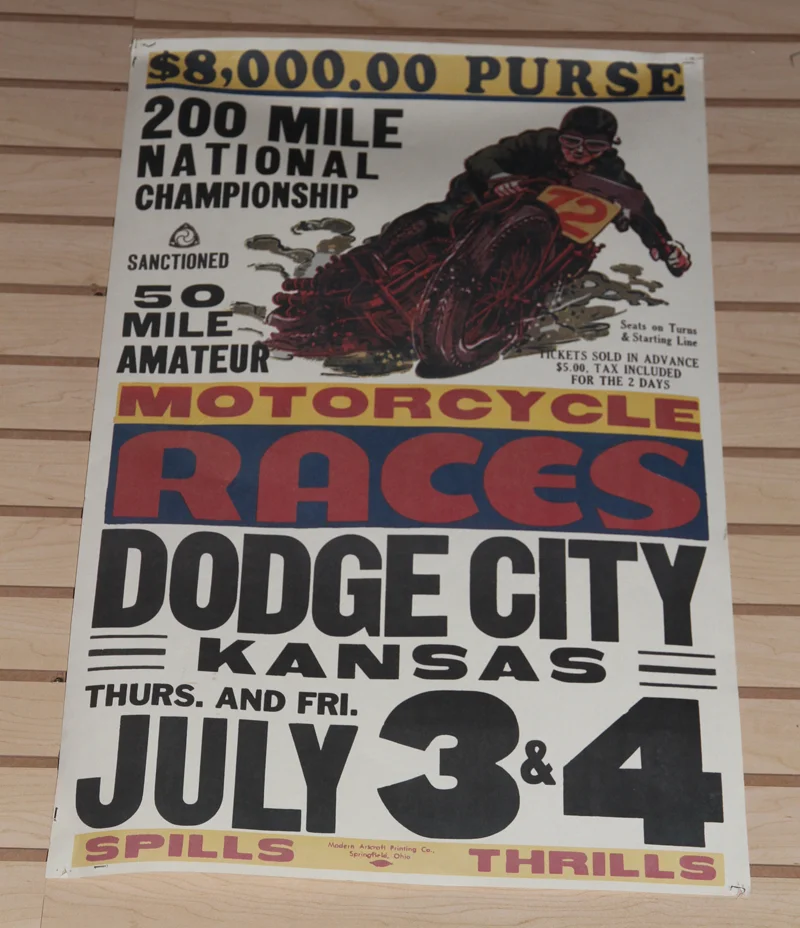 $8,000.00 PURSE
200 MILE
NATIONAL
CHAMPIONSHIP
SANCTIONED
50
MILE
AMATEUR
72
Seats on Turns
& Starting Line
TICKETS SOLD IN ADVANCE
$5.00, TAX INCLUDED
FOR THE 2 DAYS
MOTORCYCLE
RACES
DODGE CITY
KANSAS
THURS. AND FRI.
JULY 3 & 4
SPILLS
Modern Aircraft Printing Co.,
Springfield, Ohio
THRILLS